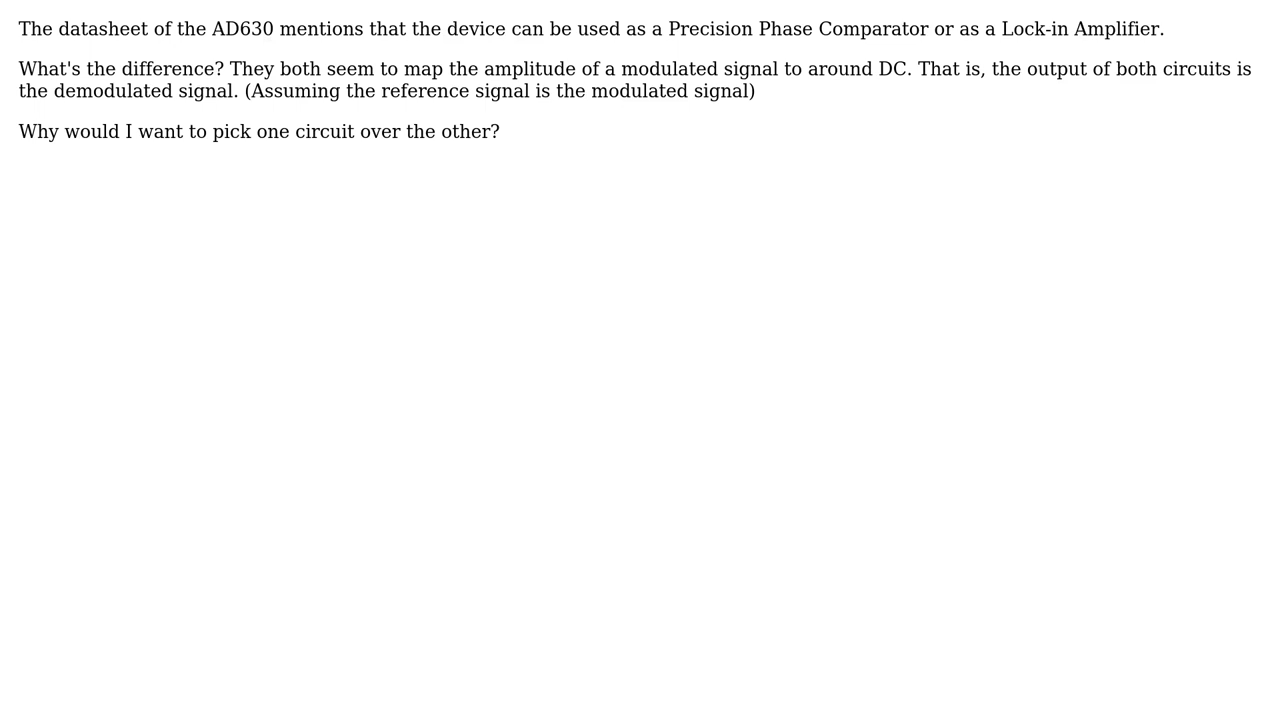 The datasheet of the AD630 mentions that the device can be used as a Precision Phase Comparator or as a Lock-in Amplifier.
What's the difference? They both seem to map the amplitude of a modulated signal to around DC. That is, the output of both circuits is
the demodulated signal. (Assuming the reference signal is the modulated signal)
Why would I want to pick one circuit over the other?